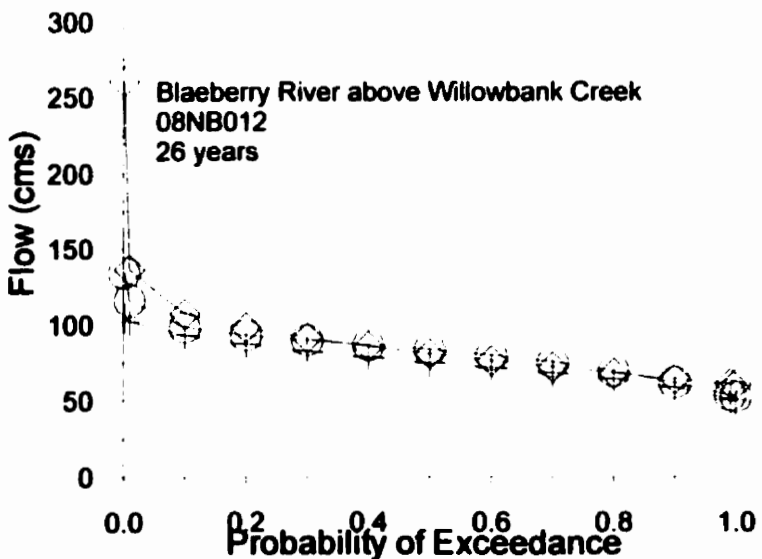 300
250
200
150
100
50
0
Flow (cms)
Blaeberry River above Willowbank Creek
08NB012
26 years
0.0 0.2 0.4 0.6 0.8 1.0
Probability of Exceedance